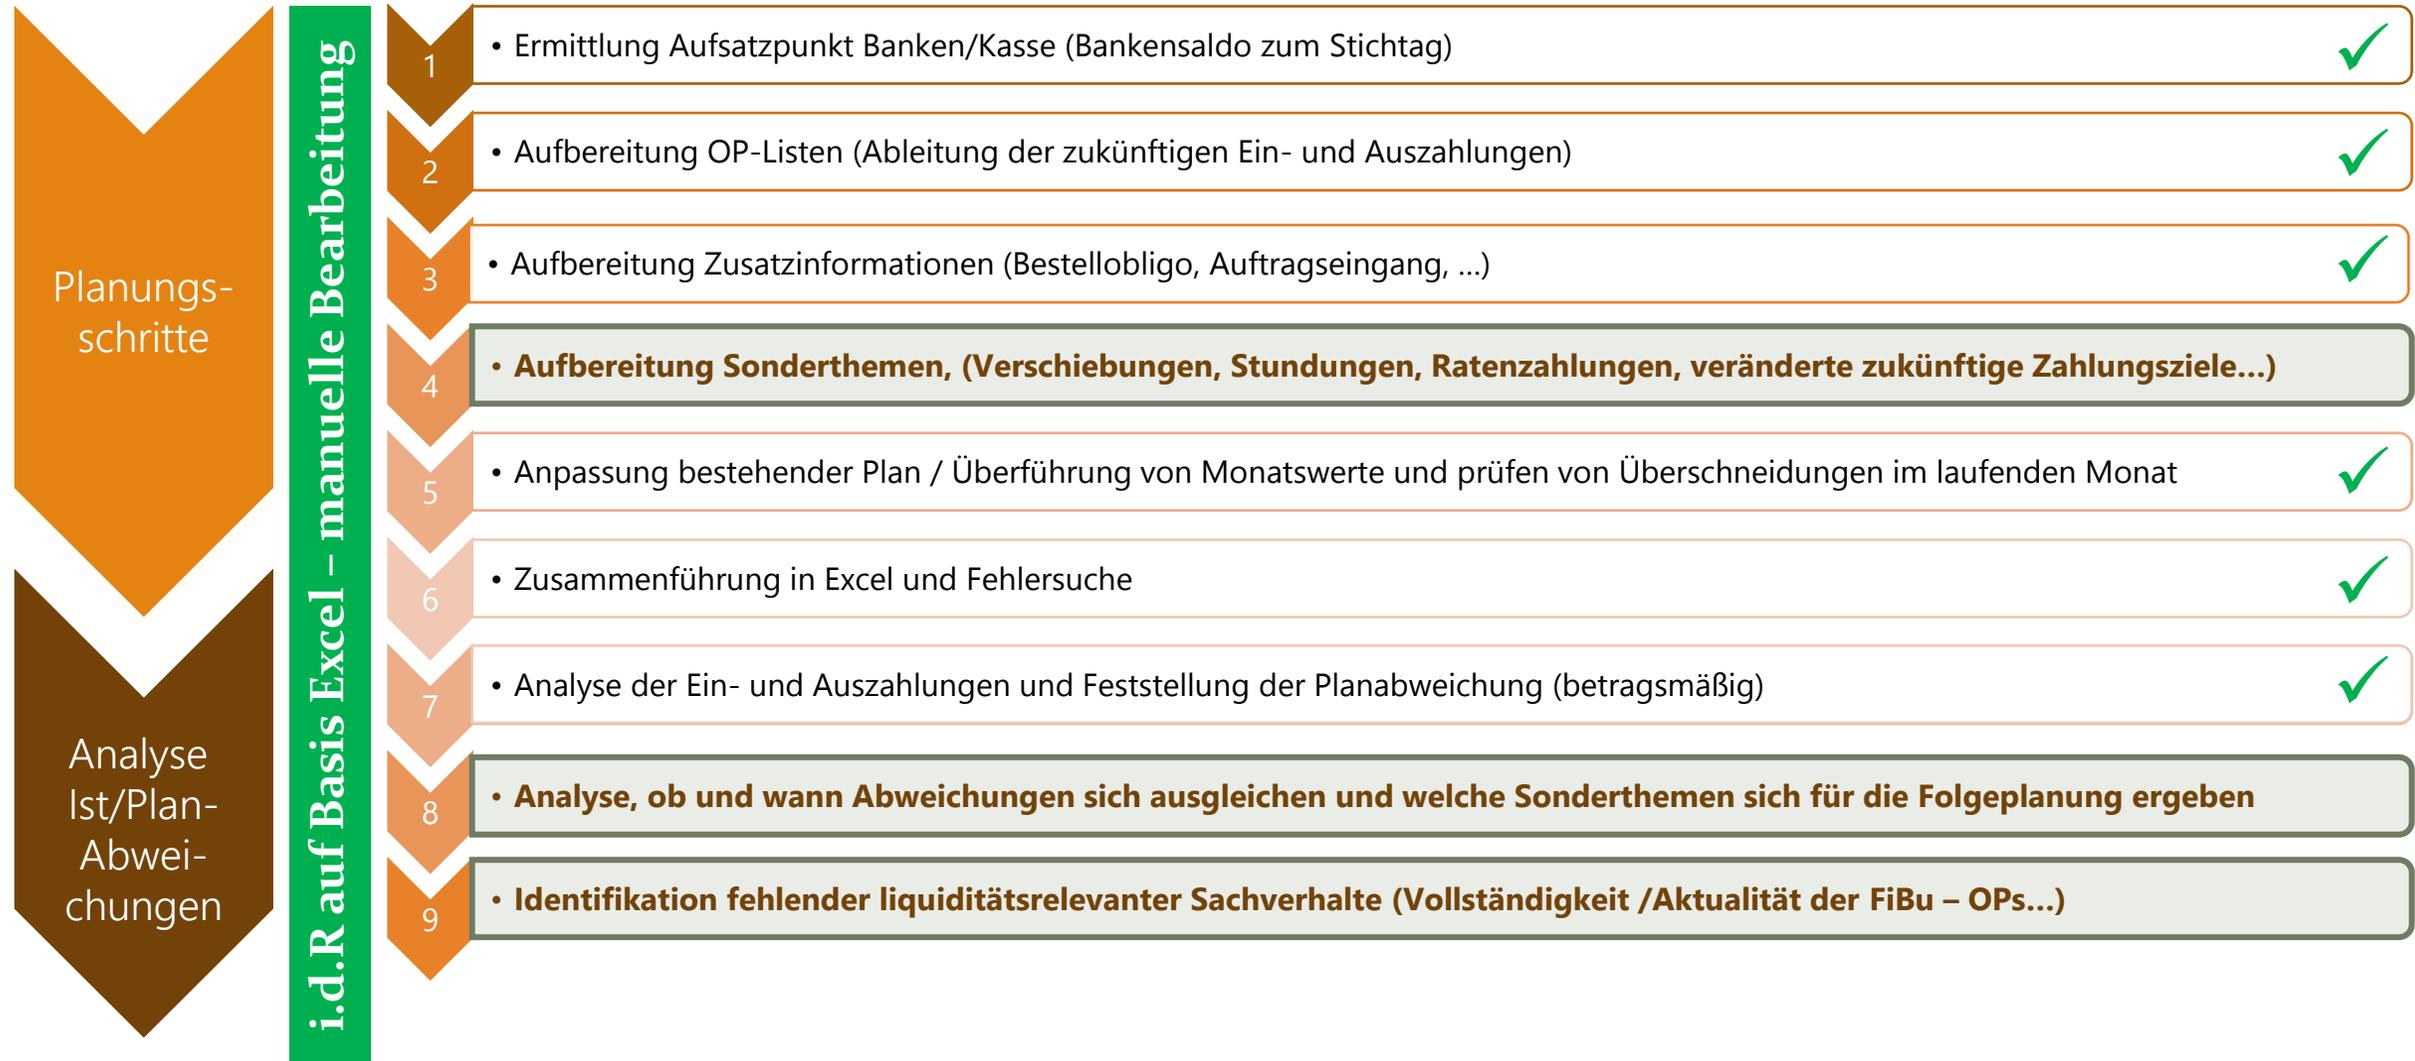 Planungs-
schritte
Analyse
Ist/Plan-
Abwei-
chungen
i.d.R auf Basis Excel – manuelle Bearbeitung
1
• Ermittlung Aufsatzpunkt Banken/Kasse (Bankensaldo zum Stichtag)
2
• Aufbereitung OP-Listen (Ableitung der zukünftigen Ein- und Auszahlungen)
3
• Aufbereitung Zusatzinformationen (Bestellobligo, Auftragseingang, ...)
4
• Aufbereitung Sonderthemen, (Verschiebungen, Stundungen, Ratenzahlungen, veränderte zukünftige Zahlungsziele...)
5
• Anpassung bestehender Plan / Überführung von Monatswerte und prüfen von Überschneidungen im laufenden Monat
6
• Zusammenführung in Excel und Fehlersuche
7
• Analyse der Ein- und Auszahlungen und Feststellung der Planabweichung (betragsmäßig)
8
• Analyse, ob und wann Abweichungen sich ausgleichen und welche Sonderthemen sich für die Folgeplanung ergeben
9
• Identifikation fehlender liquiditätsrelevanter Sachverhalte (Vollständigkeit /Aktualität der FiBu – OPs...)